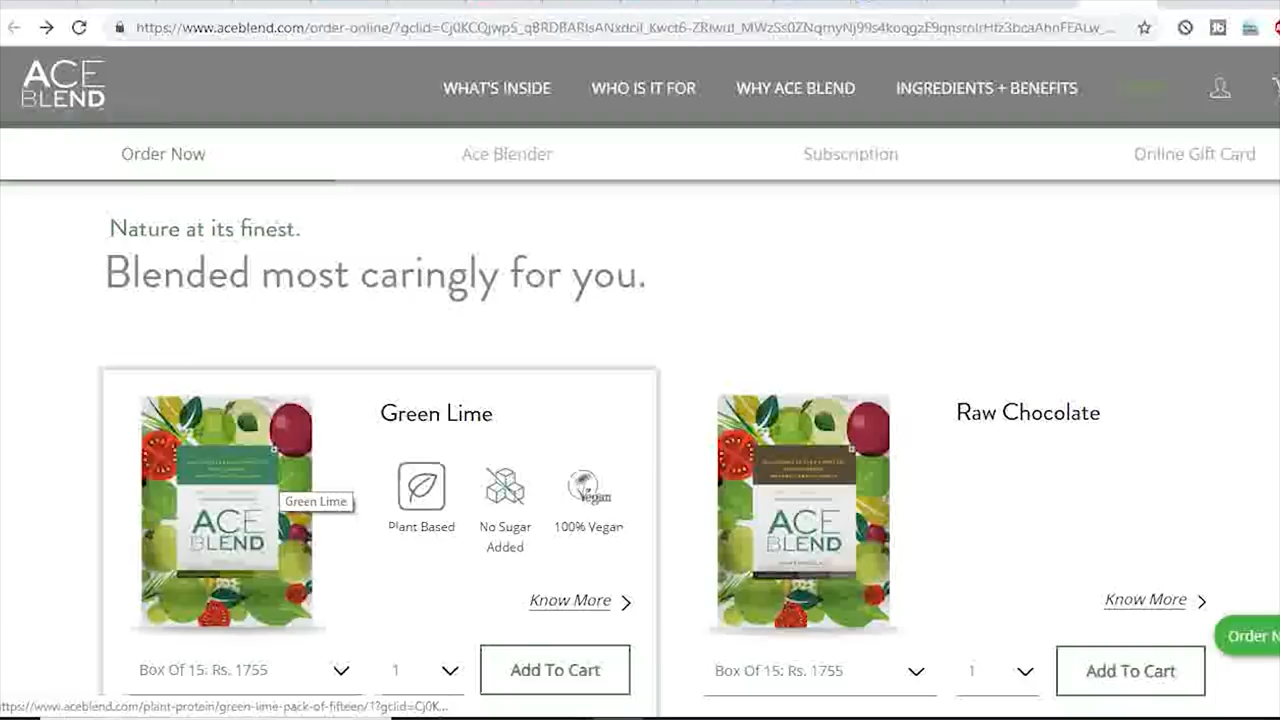 https://www.aceblend.com/order-online/?gclid=
ACE
BLEND
WHAT'S INSIDE
WHO IS IT FOR
WHY ACE BLEND
INGREDIENTS + BENEFITS
Order Now
Ace Blender
Subscription
Online Gift Card
Nature at its finest.
Blended most caringly for you.
Green Lime
Raw Chocolate
ACE
BLEND
Green Lime
Plant Based
No Sugar
Added
vegan
100% Vegan
ACE
BLEND
Know More
Know More
Order N
Box Of 15: Rs. 1755
1
Add To Cart
Box Of 15: Rs. 1755
1
Add To Cart
https://www.aceblend.com/plant-protein/green-lime-pack-of-fifteen/1?gclid=Cj0K...